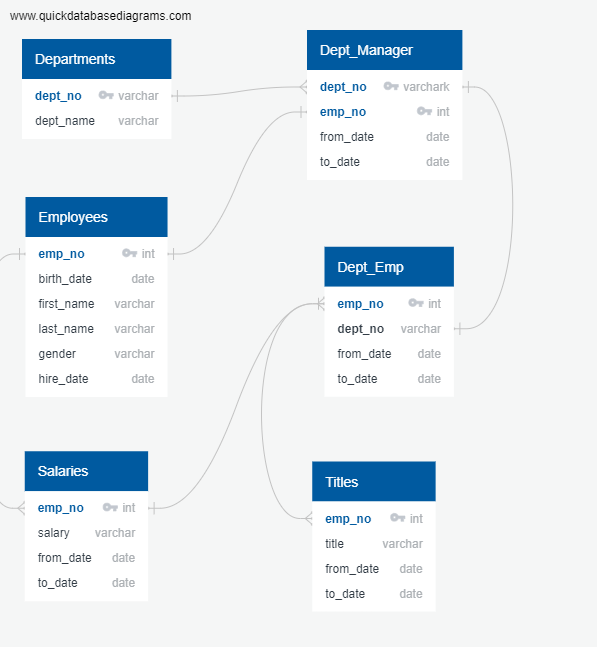 www.quickdatabasediagrams.com
Departments
dept_no varchar
dept_name varchar
Dept_Manager
dept_no varchark
emp_no int
from_date date
to_date date
Employees
emp_no int
birth_date date
first_name varchar
last_name varchar
gender varchar
hire_date date
Dept_Emp
emp_no int
dept_no varchar
from_date date
to_date date
Salaries
emp_no int
salary varchar
from_date date
to_date date
Titles
emp_no int
title varchar
from_date date
to_date date